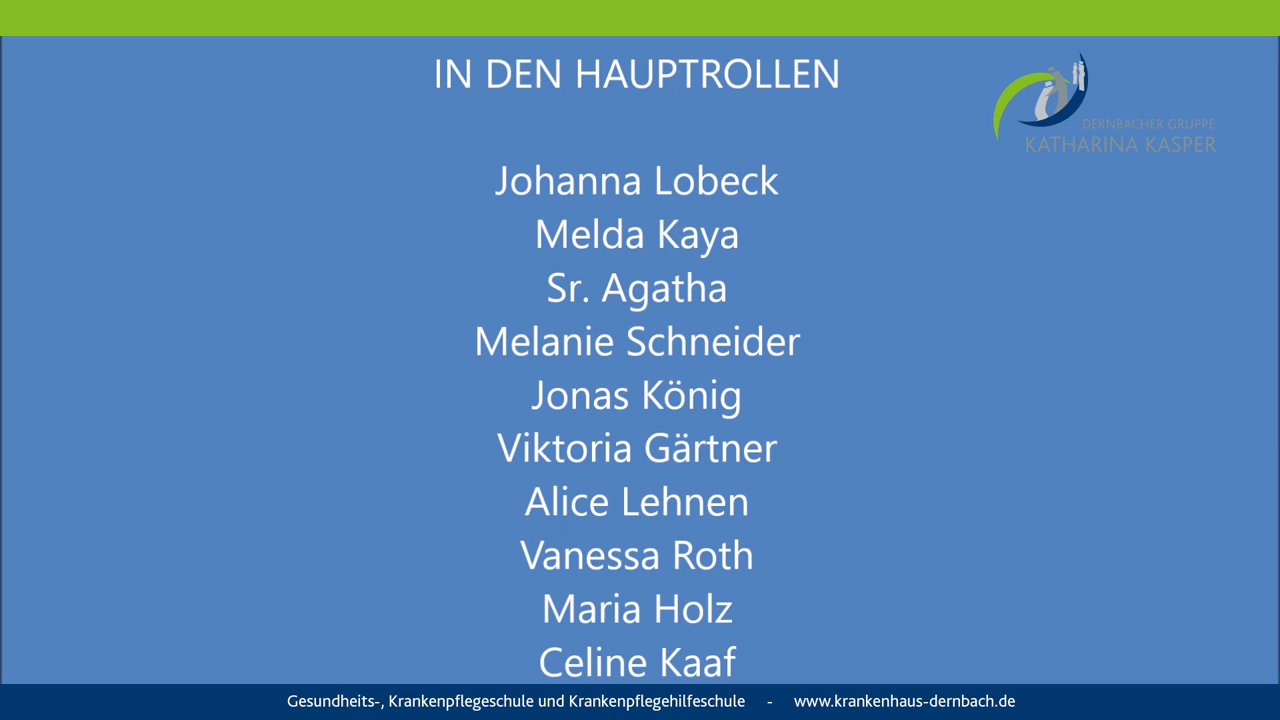 IN DEN HAUPTROLLEN
DERNBACHER GRUPPE
KATHARINA KASPER
Johanna Lobeck
Melda Kaya
Sr. Agatha
Melanie Schneider
Jonas König
Viktoria Gärtner
Alice Lehnen
Vanessa Roth
Maria Holz
Celine Kaaf
Gesundheits-, Krankenpflegeschule und Krankenpflegehilfeschule - www.krankenhaus-dernbach.de